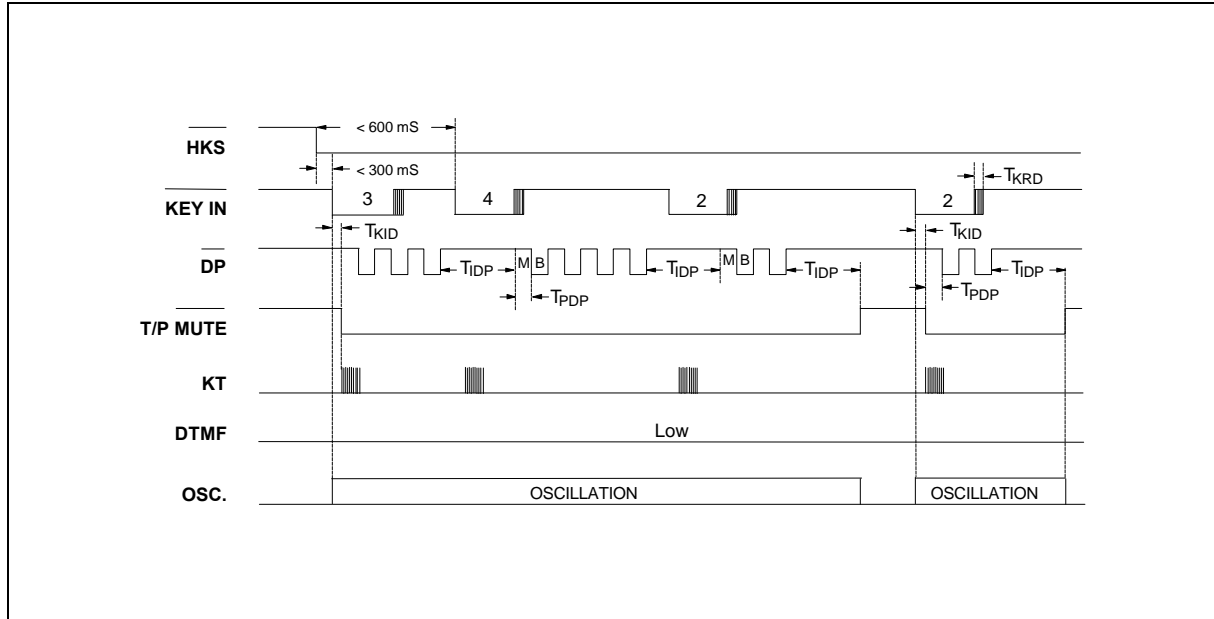 < 600 mS
HKS
< 300 mS
TKRD
KEY IN
3
4
2
2
TKID
TKID
DP
TIDP
M B
TIDP
M B
TIDP
TIDP
TPDP
TPDP
T/P MUTE
KT
DTMF
Low
OSC.
OSCILLATION
OSCILLATION